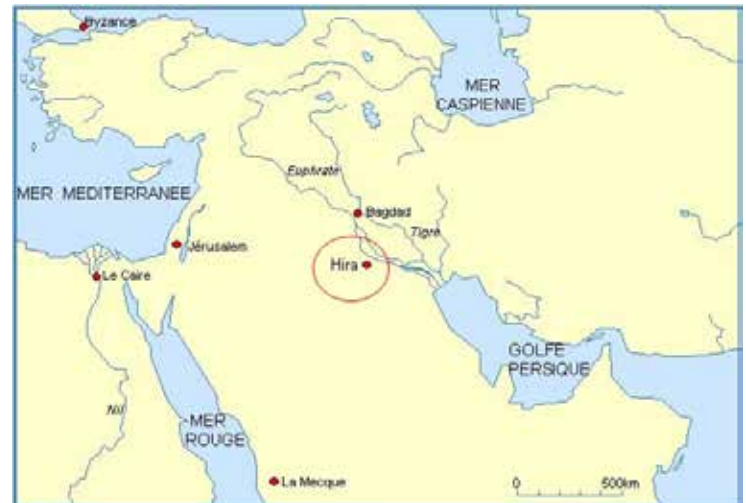 Byzance
MER
CASPIENNE
Euphrate
MER MEDITERRANEE
Bagdad
Tigre
Jérusalem
Hira
Le Caire
GOLFE
PERSIQUE
Nil
MER
ROUGE
La Mecque
0 500km